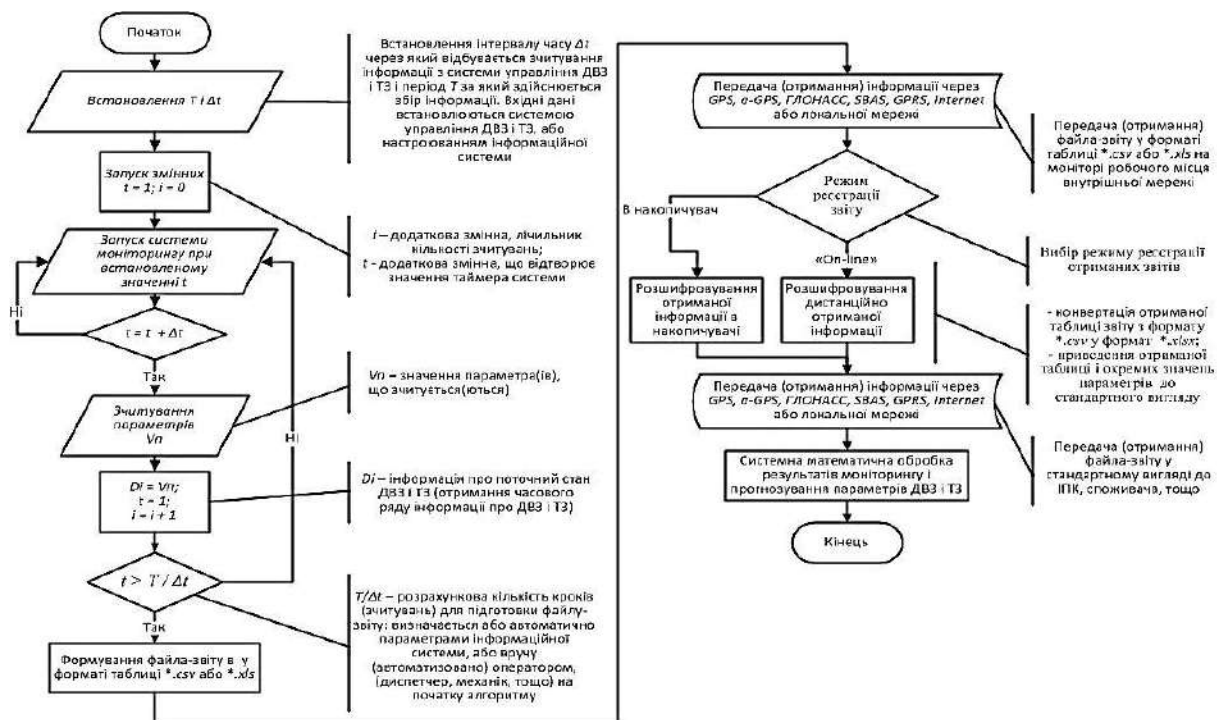 Початок
Встановлення T і Δt
Встановлення інтервалу часу Δt
через який відбувається зчитування
інформації з системи управління ДВЗ
і ТЗ і період T за який здійснюється
збір інформації. Вхідні дані
встановлюються системою
управління ДВЗ і ТЗ, або
настроюванням інформаційної
системи
Запуск змінних
t = 1; i = 0
i – додаткова змінна, лічильник
кількості зчитувань;
t - додаткова змінна, що відтворює
значення таймера системи
Запуск системи
моніторингу при
встановленому
значенні t
Ні
t = t + Δt
Так
Зчитування
параметрів
Vn
Vn – значення параметра(ів),
що зчитується(ються)
Ні
Di = Vn;
t = 1;
i = i + 1
Di – інформація про поточний стан
ДВЗ і ТЗ (отримання часового
ряду інформації про ДВЗ і ТЗ)
t > T / Δt
Так
T/Δt – розрахункова кількість кроків
(зчитувань) для підготовки файлу-
звіту: визначається або автоматично
параметрами інформаційної
системи, або вручу
(автоматизовано) оператором,
(диспетчер, механік, тощо) на
початку алгоритму
Формування файла-звіту в у
форматі таблиці *.csv або *.xls
Передача (отримання) інформації через
GPS, a-GPS, ГЛОНАСС, SBAS, GPRS, Internet
або локальної мережі
Передача (отримання)
файла-звіту у форматі
таблиці *.csv або *.xls на
моніторі робочого місця
внутрішньої мережі
Режим
реєстрації
звіту
В накопичувач
«On-line»
Вибір режиму реєстрації
отриманих звітів
Розшифровування
отриманої
інформації в
накопичувачі
Розшифровування
дистанційно
отриманої
інформації
- конвертація отриманої
таблиці звіту з формату
*.csv у формат *.xlsx;
- приведення отриманої
таблиці і окремих значень
параметрів до
стандартного вигляду
Передача (отримання) інформації через
GPS, a-GPS, ГЛОНАСС, SBAS, GPRS, Internet
або локальної мережі
Передача (отримання)
файла-звіту у
стандартному вигляді до
ІПК, споживача, тощо
Системна математична обробка
результатів моніторингу і
прогнозування параметрів ДВЗ і ТЗ
Кінець